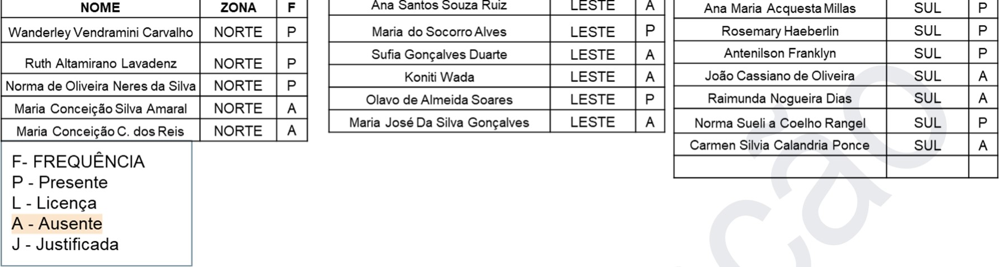 NOME ZONA F
Wanderley Vendramini Carvalho NORTE P
Ruth Altamirano Lavadenz NORTE P
Norma de Oliveira Neres da Silva NORTE P
Maria Conceição Silva Amaral NORTE A
Maria Conceição C. dos Reis NORTE A
F- FREQUÊNCIA
P - Presente
L - Licença
A - Ausente
J - Justificada
Ana Santos Souza Ruiz LESTE A
Maria do Socorro Alves LESTE P
Sufia Gonçalves Duarte LESTE A
Koniti Wada LESTE A
Olavo de Almeida Soares LESTE P
Maria José Da Silva Gonçalves LESTE A
Ana Maria Acquesta Millas SUL P
Rosemary Haeberlin SUL P
Antenilson Franklyn SUL P
João Cassiano de Oliveira SUL A
Raimunda Nogueira Dias SUL A
Norma Sueli a Coelho Rangel SUL P
Carmen Silvia Calandria Ponce SUL A
ção